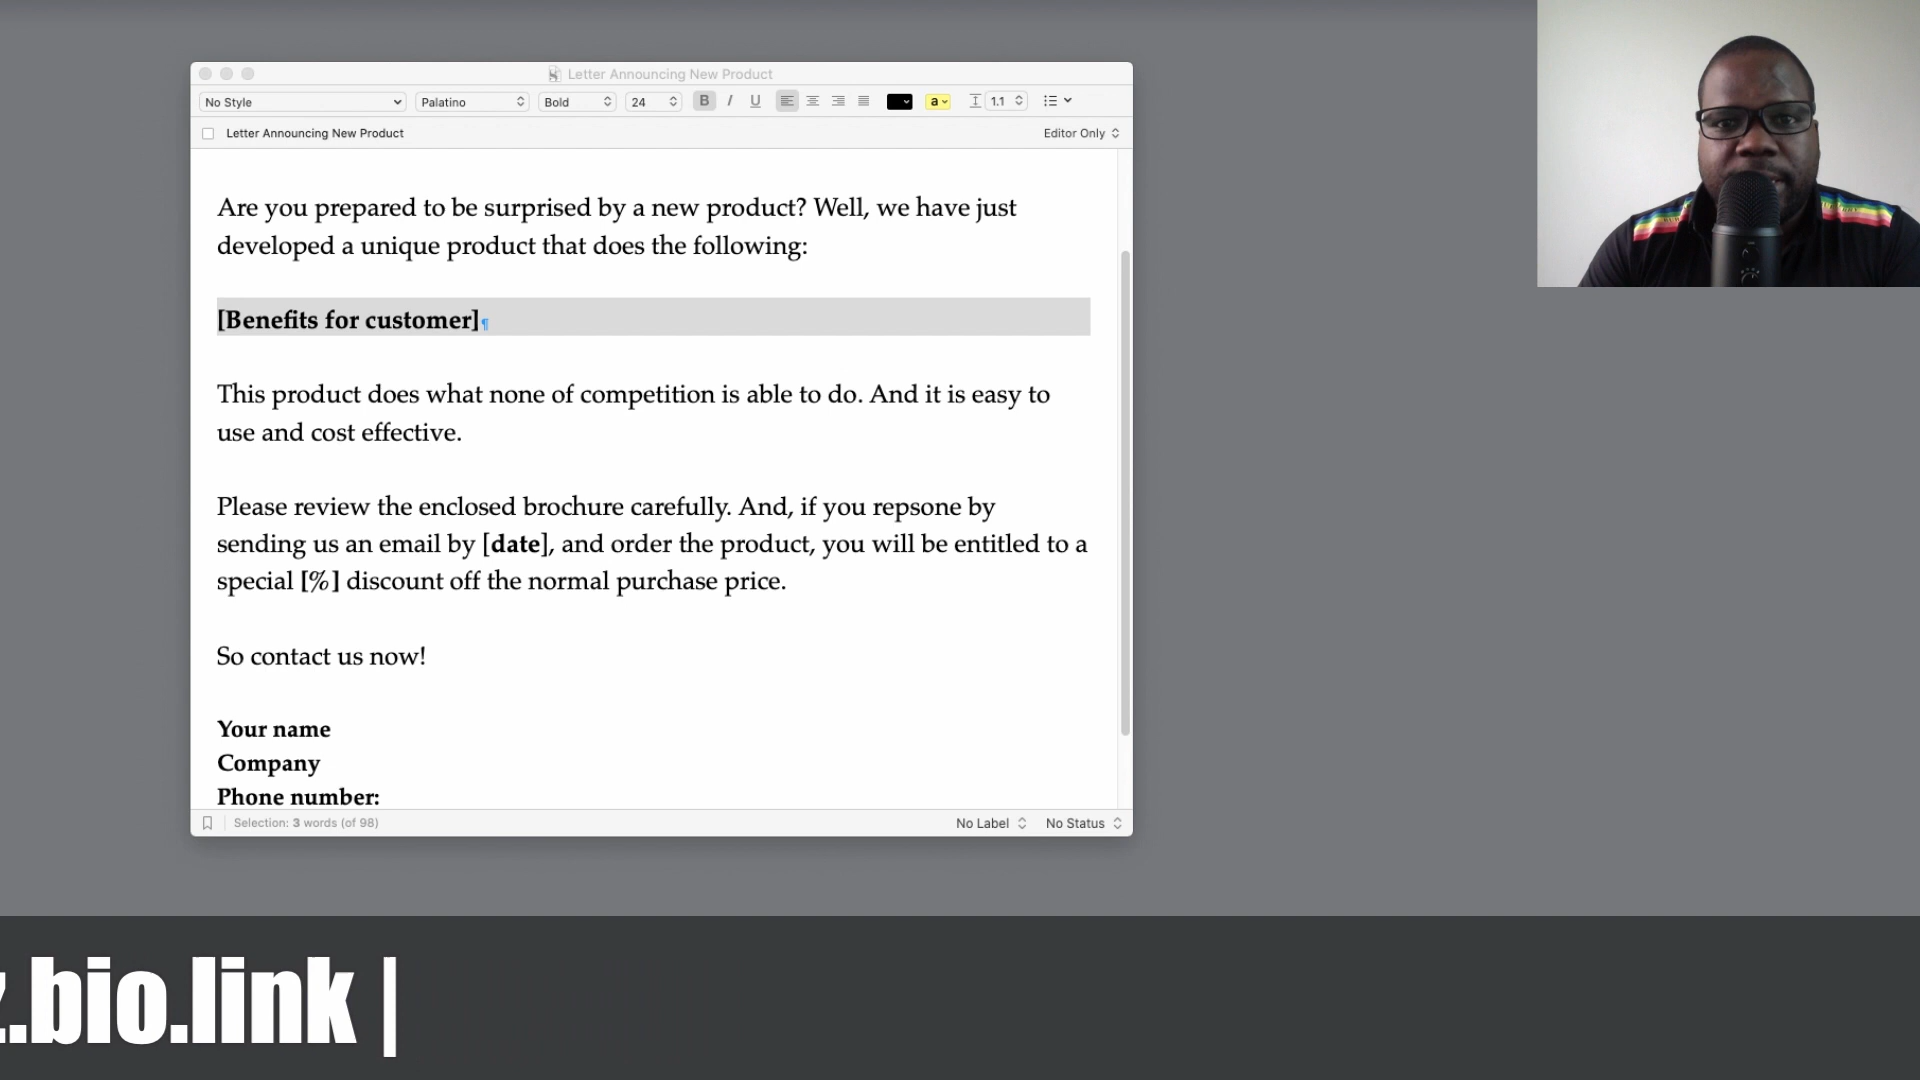 Letter Announcing New Product
No Style Palatino Bold 24 B I U a 1.1
Letter Announcing New Product Editor Only
Are you prepared to be surprised by a new product? Well, we have just
developed a unique product that does the following:
[Benefits for customer]¶
This product does what none of competition is able to do. And it is easy to
use and cost effective.
Please review the enclosed brochure carefully. And, if you repsone by
sending us an email by [date], and order the product, you will be entitled to a
special [%] discount off the normal purchase price.
So contact us now!
Your name
Company
Phone number:
Selection: 3 words (of 98) No Label No Status
z.bio.link |